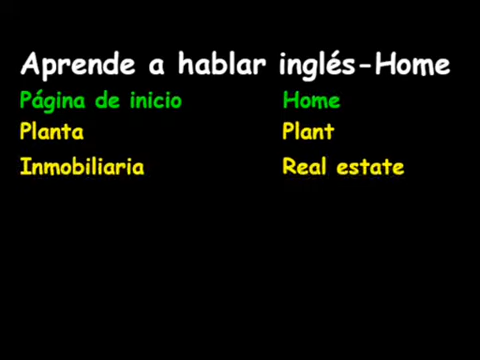 Aprende a hablar inglés-Home
Página de inicio Home
Planta Plant
Inmobiliaria Real estate